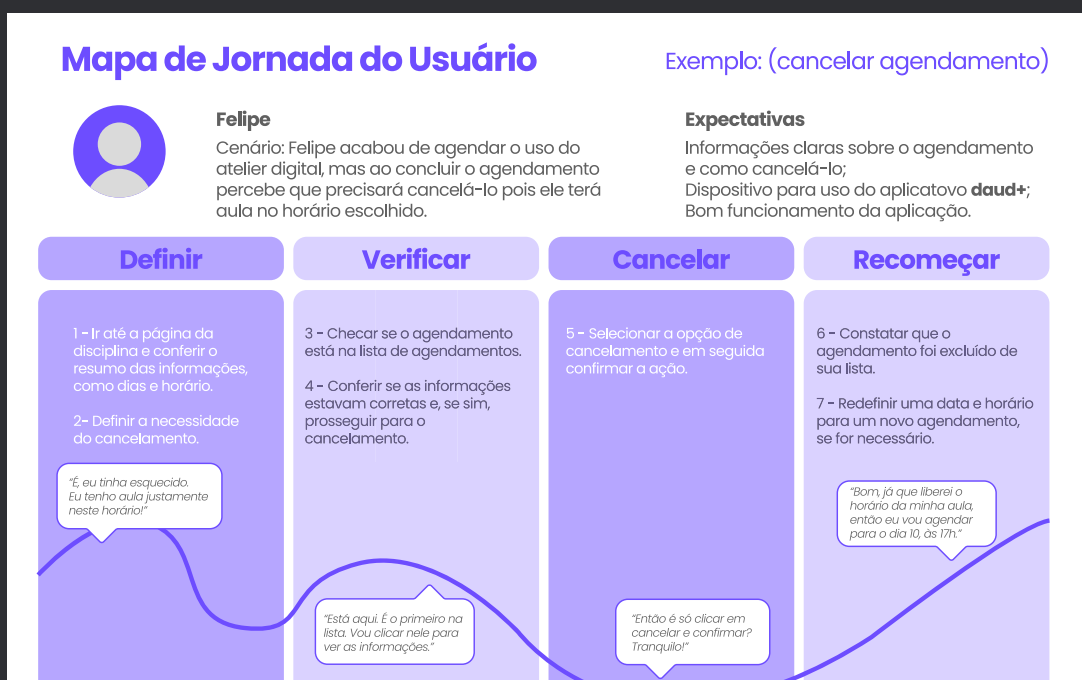 Mapa de Jornada do Usuário
Exemplo: (cancelar agendamento)
Felipe
Cenário: Felipe acabou de agendar o uso do
atelier digital, mas ao concluir o agendamento
percebe que precisará cancelá-lo pois ele terá
aula no horário escolhido.
Expectativas
Informações claras sobre o agendamento
e como cancelá-lo;
Dispositivo para uso do aplicatovo daud+;
Bom funcionamento da aplicação.
Definir
1 - Ir até a página da
disciplina e conferir o
resumo das informações,
como dias e horário.
2- Definir a necessidade
do cancelamento.
"É, eu tinha esquecido.
Eu tenho aula justamente
neste horário!"
Verificar
3 - Checar se o agendamento
está na lista de agendamentos.
4 - Conferir se as informações
estavam corretas e, se sim,
prosseguir para o
cancelamento.
"Está aqui. É o primeiro na
lista. Vou clicar nele para
ver as informações."
Cancelar
5 - Selecionar a opção de
cancelamento e em seguida
confirmar a ação.
"Então é só clicar em
cancelar e confirmar?
Tranquilo!"
Recomeçar
6 - Constatar que o
agendamento foi excluído de
sua lista.
7 - Redefinir uma data e horário
para um novo agendamento,
se for necessário.
"Bom, já que liberei o
horário da minha aula,
então eu vou agendar
para o dia 10, às 17h."